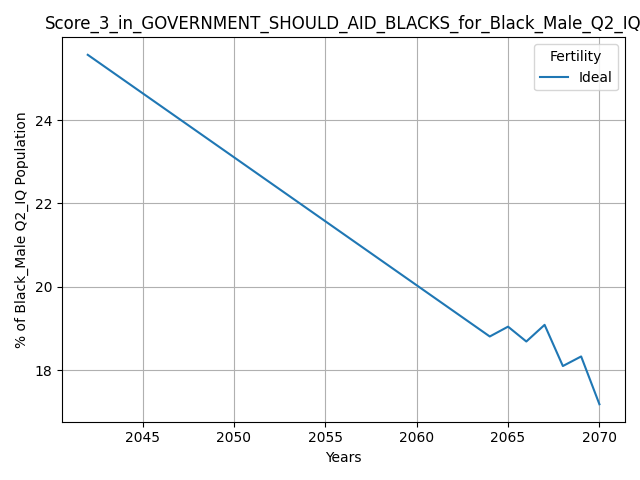 Score_3_in_GOVERNMENT_SHOULD_AID_BLACKS_for_Black_Male_Q2_IQ
Fertility
Ideal
24
22
20
18
% of Black_Male Q2_IQ Population
2045 2050 2055 2060 2065 2070
Years